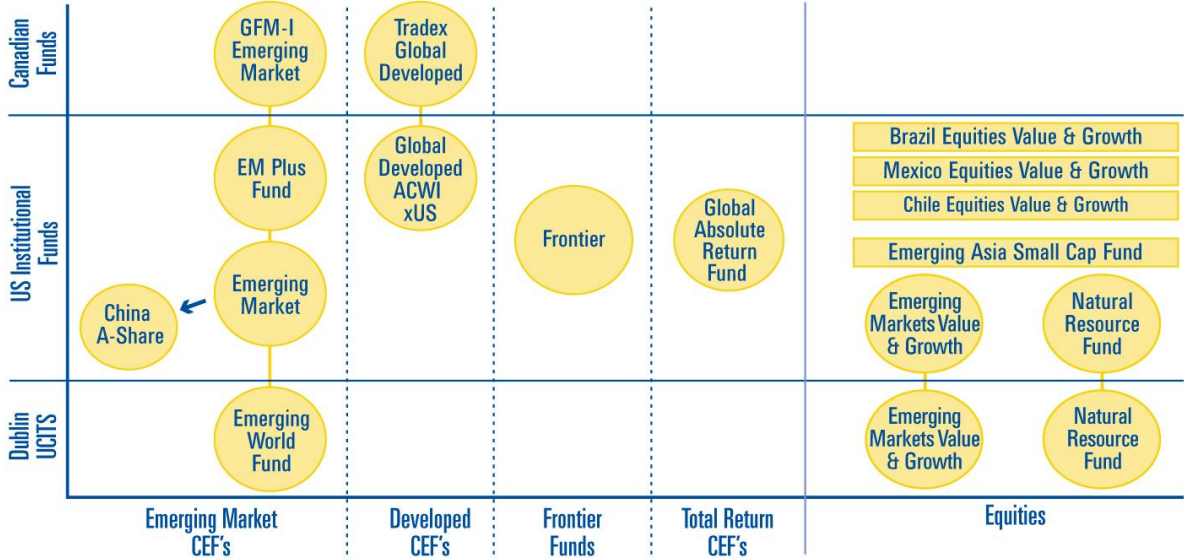 Canadian
Funds
GFM-I
Emerging
Market
Tradex
Global
Developed
US Institutional
Funds
EM Plus
Fund
Global
Developed
ACWI
xUS
Brazil Equities Value & Growth
Mexico Equities Value & Growth
Chile Equities Value & Growth
Frontier
Global
Absolute
Return
Fund
Emerging Asia Small Cap Fund
Emerging
Market
China
A-Share
Emerging
Markets Value
& Growth
Natural
Resource
Fund
Dublin
UCITS
Emerging
World
Fund
Emerging
Markets Value
& Growth
Natural
Resource
Fund
Emerging Market
CEF's
Developed
CEF's
Frontier
Funds
Total Return
CEF's
Equities